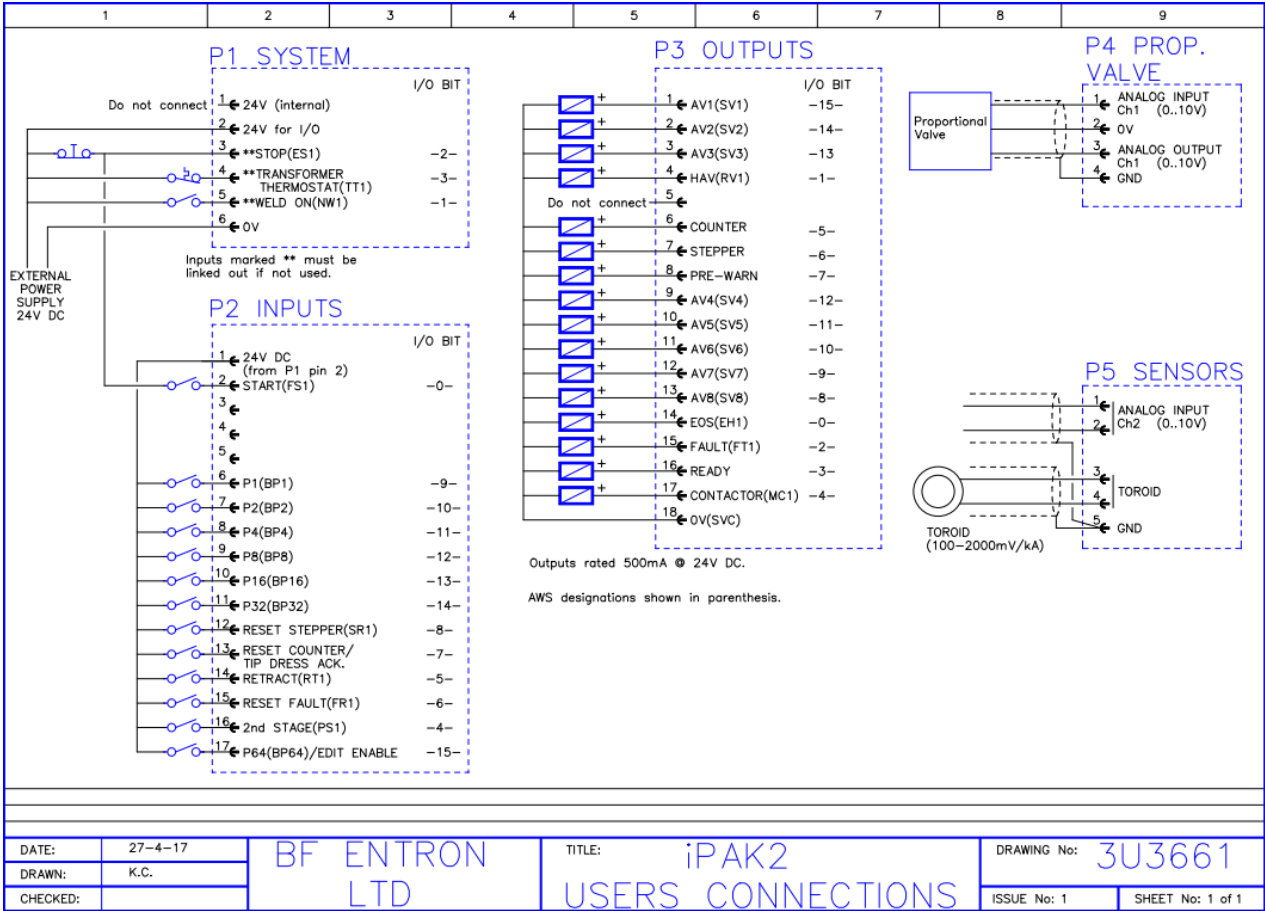 1 2 3 4 5 6 7 8 9
P1 SYSTEM
I/O BIT
Do not connect 1 24V (internal)
2 24V for I/O
3 **STOP(ES1) -2-
4 **TRANSFORMER -3-
THERMOSTAT(TT1)
5 **WELD ON(NW1) -1-
6 0V
Inputs marked ** must be
linked out if not used.
EXTERNAL
POWER
SUPPLY
24V DC
P2 INPUTS
I/O BIT
1 24V DC
(from P1 pin 2)
2 START(FS1) -0-
3
4
5
6 P1(BP1) -9-
7 P2(BP2) -10-
8 P4(BP4) -11-
9 P8(BP8) -12-
10 P16(BP16) -13-
11 P32(BP32) -14-
12 RESET STEPPER(SR1) -8-
13 RESET COUNTER/ -7-
TIP DRESS ACK.
14 RETRACT(RT1) -5-
15 RESET FAULT(FR1) -6-
16 2nd STAGE(PS1) -4-
17 P64(BP64)/EDIT ENABLE -15-
P3 OUTPUTS
I/O BIT
+ 1 AV1(SV1) -15-
+ 2 AV2(SV2) -14-
+ 3 AV3(SV3) -13
+ 4 HAV(RV1) -1-
Do not connect 5
+ 6 COUNTER -5-
+ 7 STEPPER -6-
+ 8 PRE-WARN -7-
+ 9 AV4(SV4) -12-
+ 10 AV5(SV5) -11-
+ 11 AV6(SV6) -10-
+ 12 AV7(SV7) -9-
+ 13 AV8(SV8) -8-
+ 14 EOS(EH1) -0-
+ 15 FAULT(FT1) -2-
+ 16 READY -3-
+ 17 CONTACTOR(MC1) -4-
18 0V(SVC)
Outputs rated 500mA @ 24V DC.
AWS designations shown in parenthesis.
P4 PROP.
VALVE
Proportional
Valve
1 ANALOG INPUT
Ch1 (0..10V)
2 0V
3 ANALOG OUTPUT
Ch1 (0..10V)
4 GND
P5 SENSORS
1 ANALOG INPUT
2 Ch2 (0..10V)
3
TOROID
4
5 GND
TOROID
(100-2000mV/kA)
DATE: 27-4-17
DRAWN: K.C.
CHECKED:
BF ENTRON
LTD
TITLE: iPAK2
USERS CONNECTIONS
DRAWING No: 3U3661
ISSUE No: 1 SHEET No: 1 of 1